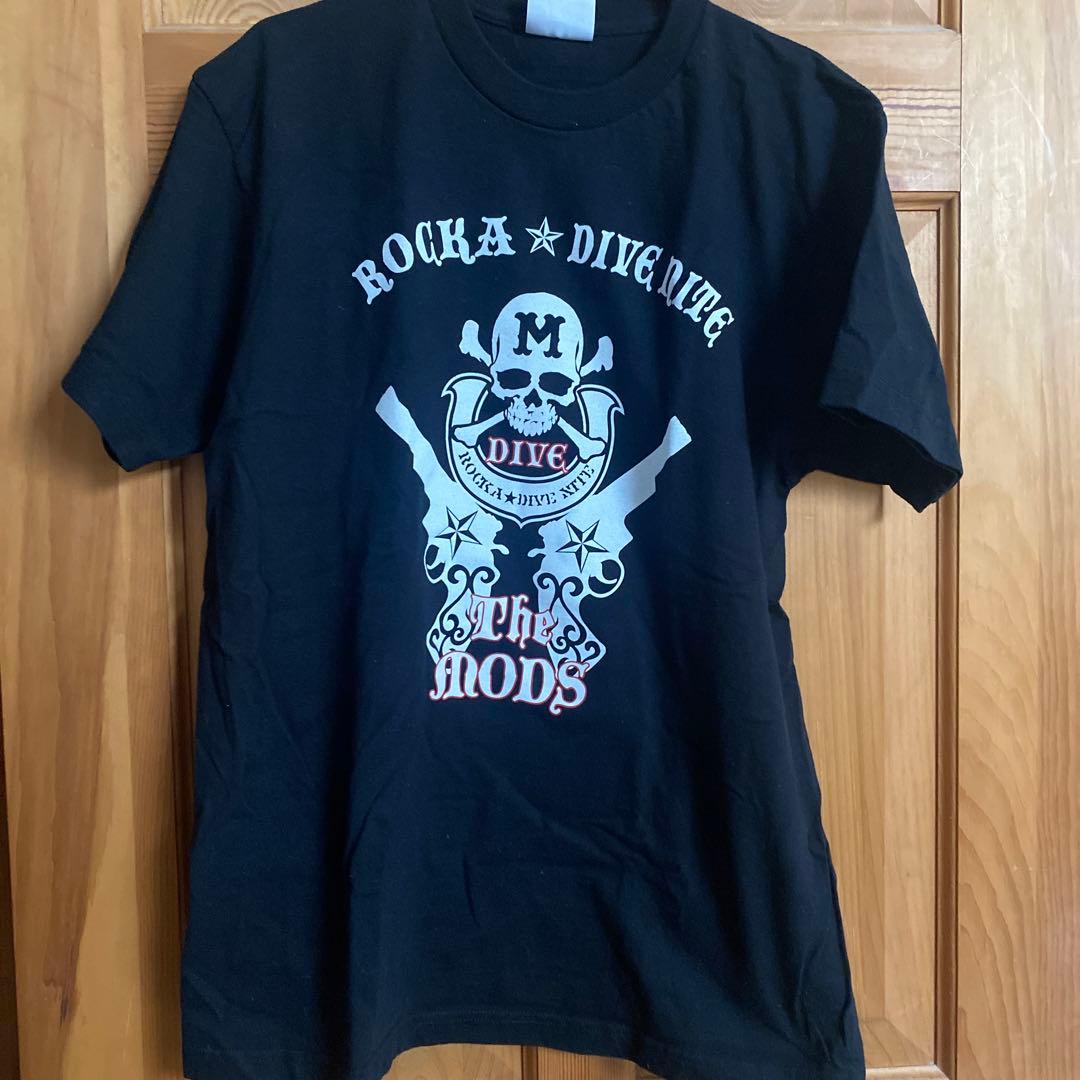 ROCKA ★ DIVE NITE
M
DIVE
ROCKA★DIVE NITE
The
MODS